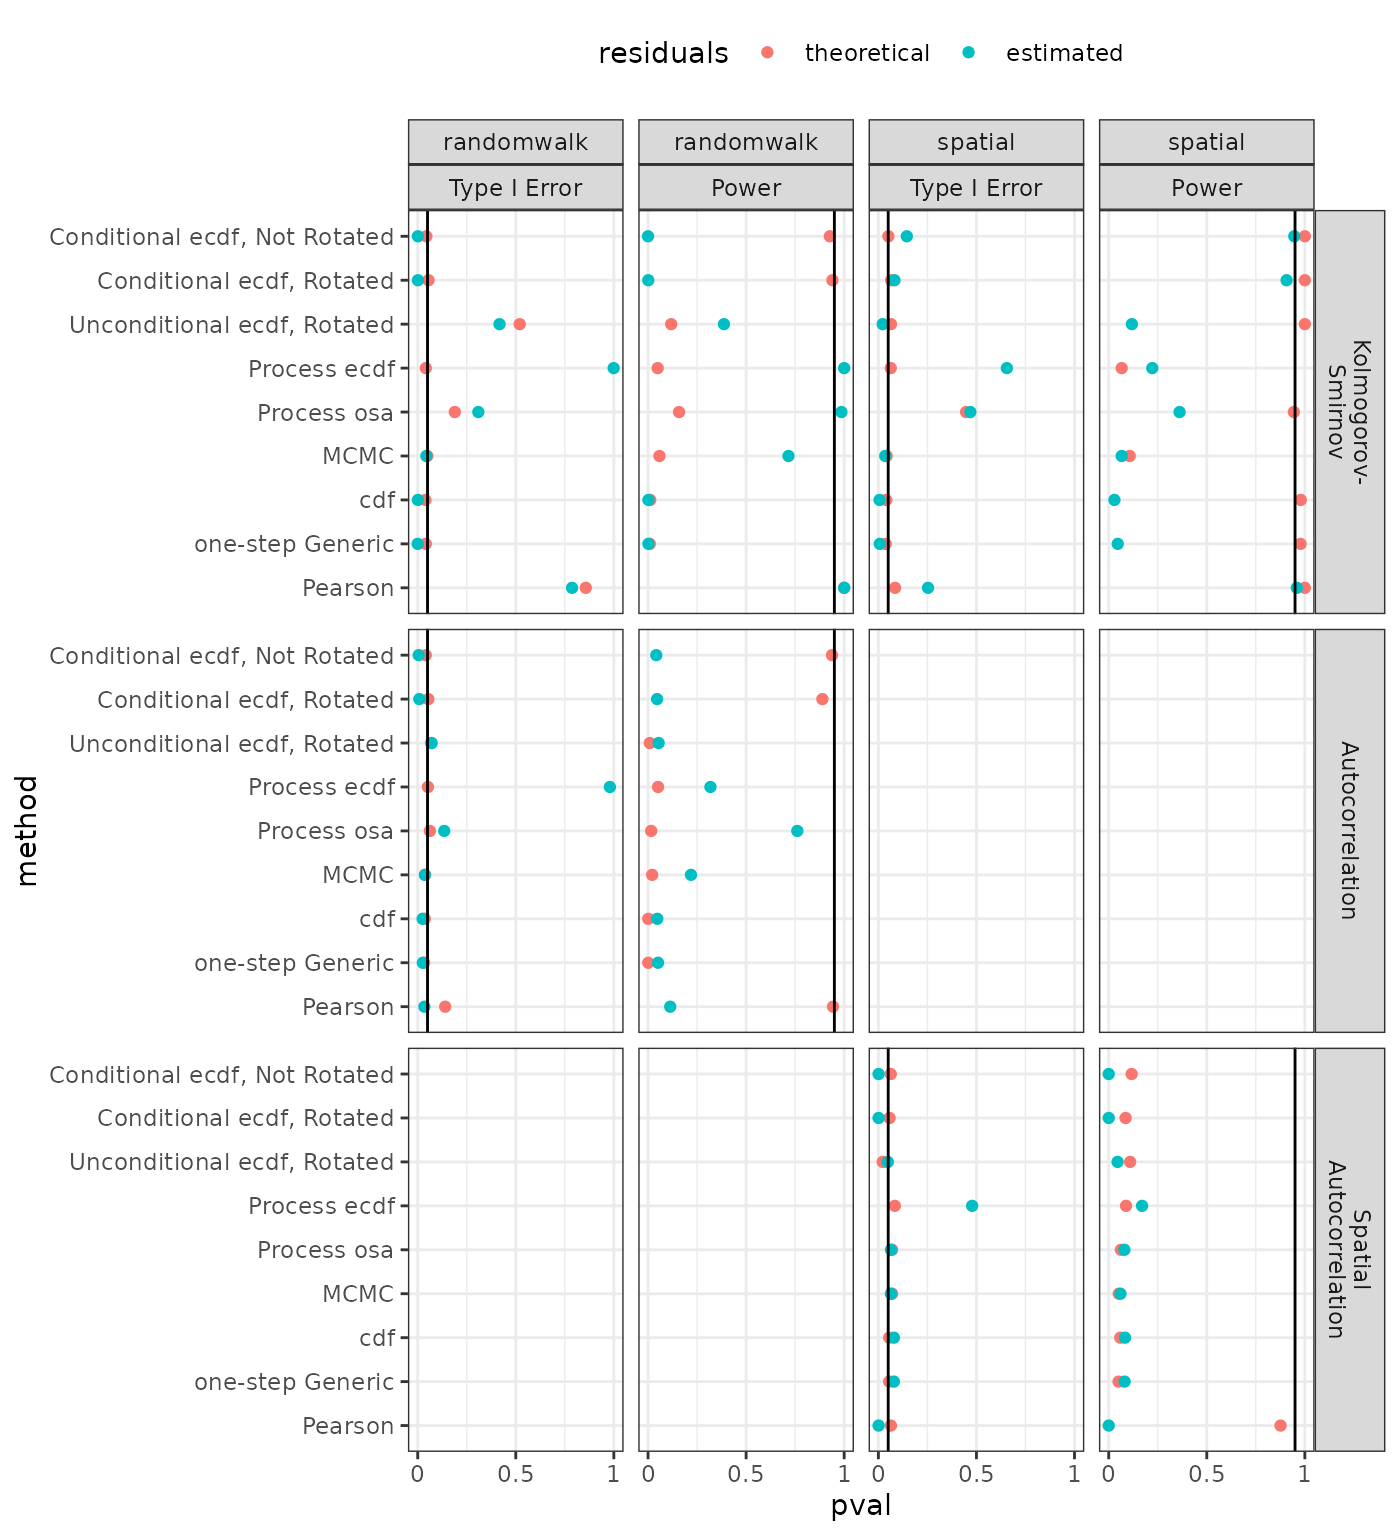 residuals theoretical estimated
randomwalk randomwalk spatial spatial
Type I Error Power Type I Error Power
Conditional ecdf, Not Rotated
Conditional ecdf, Rotated
Unconditional ecdf, Rotated
Process ecdf
Process osa
MCMC
cdf
one-step Generic
Pearson
Kolmogorov-
Smirnov
Conditional ecdf, Not Rotated
Conditional ecdf, Rotated
Unconditional ecdf, Rotated
Process ecdf
Process osa
MCMC
cdf
one-step Generic
Pearson
Autocorrelation
method
Conditional ecdf, Not Rotated
Conditional ecdf, Rotated
Unconditional ecdf, Rotated
Process ecdf
Process osa
MCMC
cdf
one-step Generic
Pearson
Spatial
Autocorrelation
0 0.5 1 0 0.5 1 0 0.5 1 0 0.5 1
pval